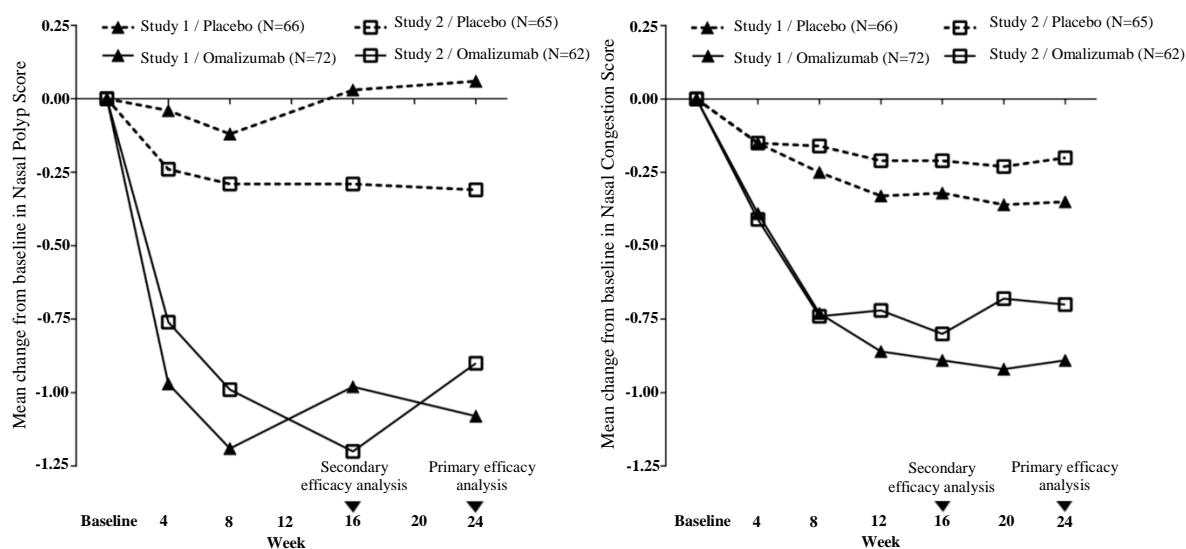 Study 1 / Placebo (N=66)
Study 2 / Placebo (N=65)
Study 1 / Omalizumab (N=72)
Study 2 / Omalizumab (N=62)
Mean change from baseline in Nasal Polyp Score
0.25
0.00
-0.25
-0.50
-0.75
-1.00
-1.25
Secondary
efficacy analysis
Primary efficacy
analysis
Baseline 4 8 12 16 20 24
Week
Study 1 / Placebo (N=66)
Study 2 / Placebo (N=65)
Study 1 / Omalizumab (N=72)
Study 2 / Omalizumab (N=62)
Mean change from baseline in Nasal Congestion Score
0.25
0.00
-0.25
-0.50
-0.75
-1.00
-1.25
Secondary
efficacy analysis
Primary efficacy
analysis
Baseline 4 8 12 16 20 24
Week